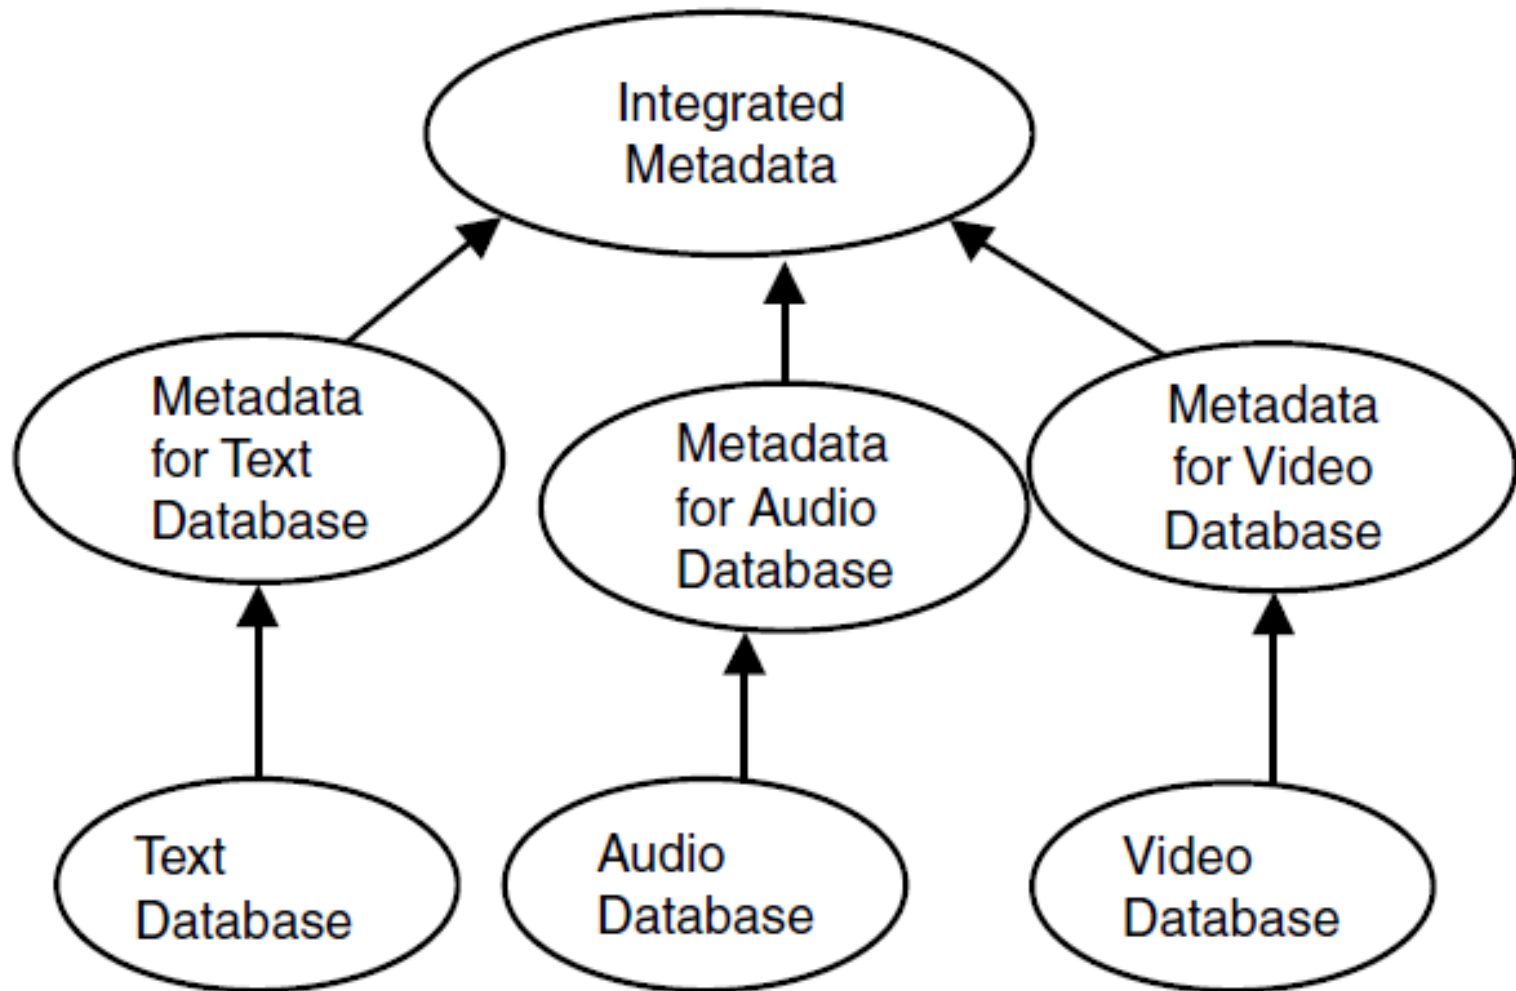 Integrated
Metadata
Metadata
for Text
Database
Metadata
for Audio
Database
Metadata
for Video
Database
Text
Database
Audio
Database
Video
Database